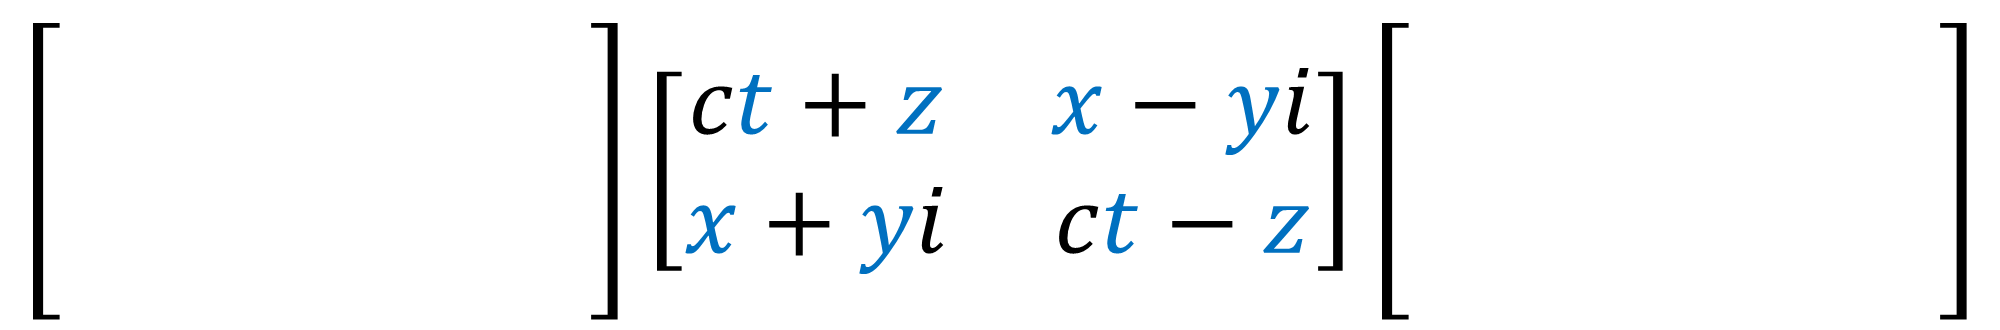 [ ] [ct + z x − yi] [ ]
[x + yi ct − z]